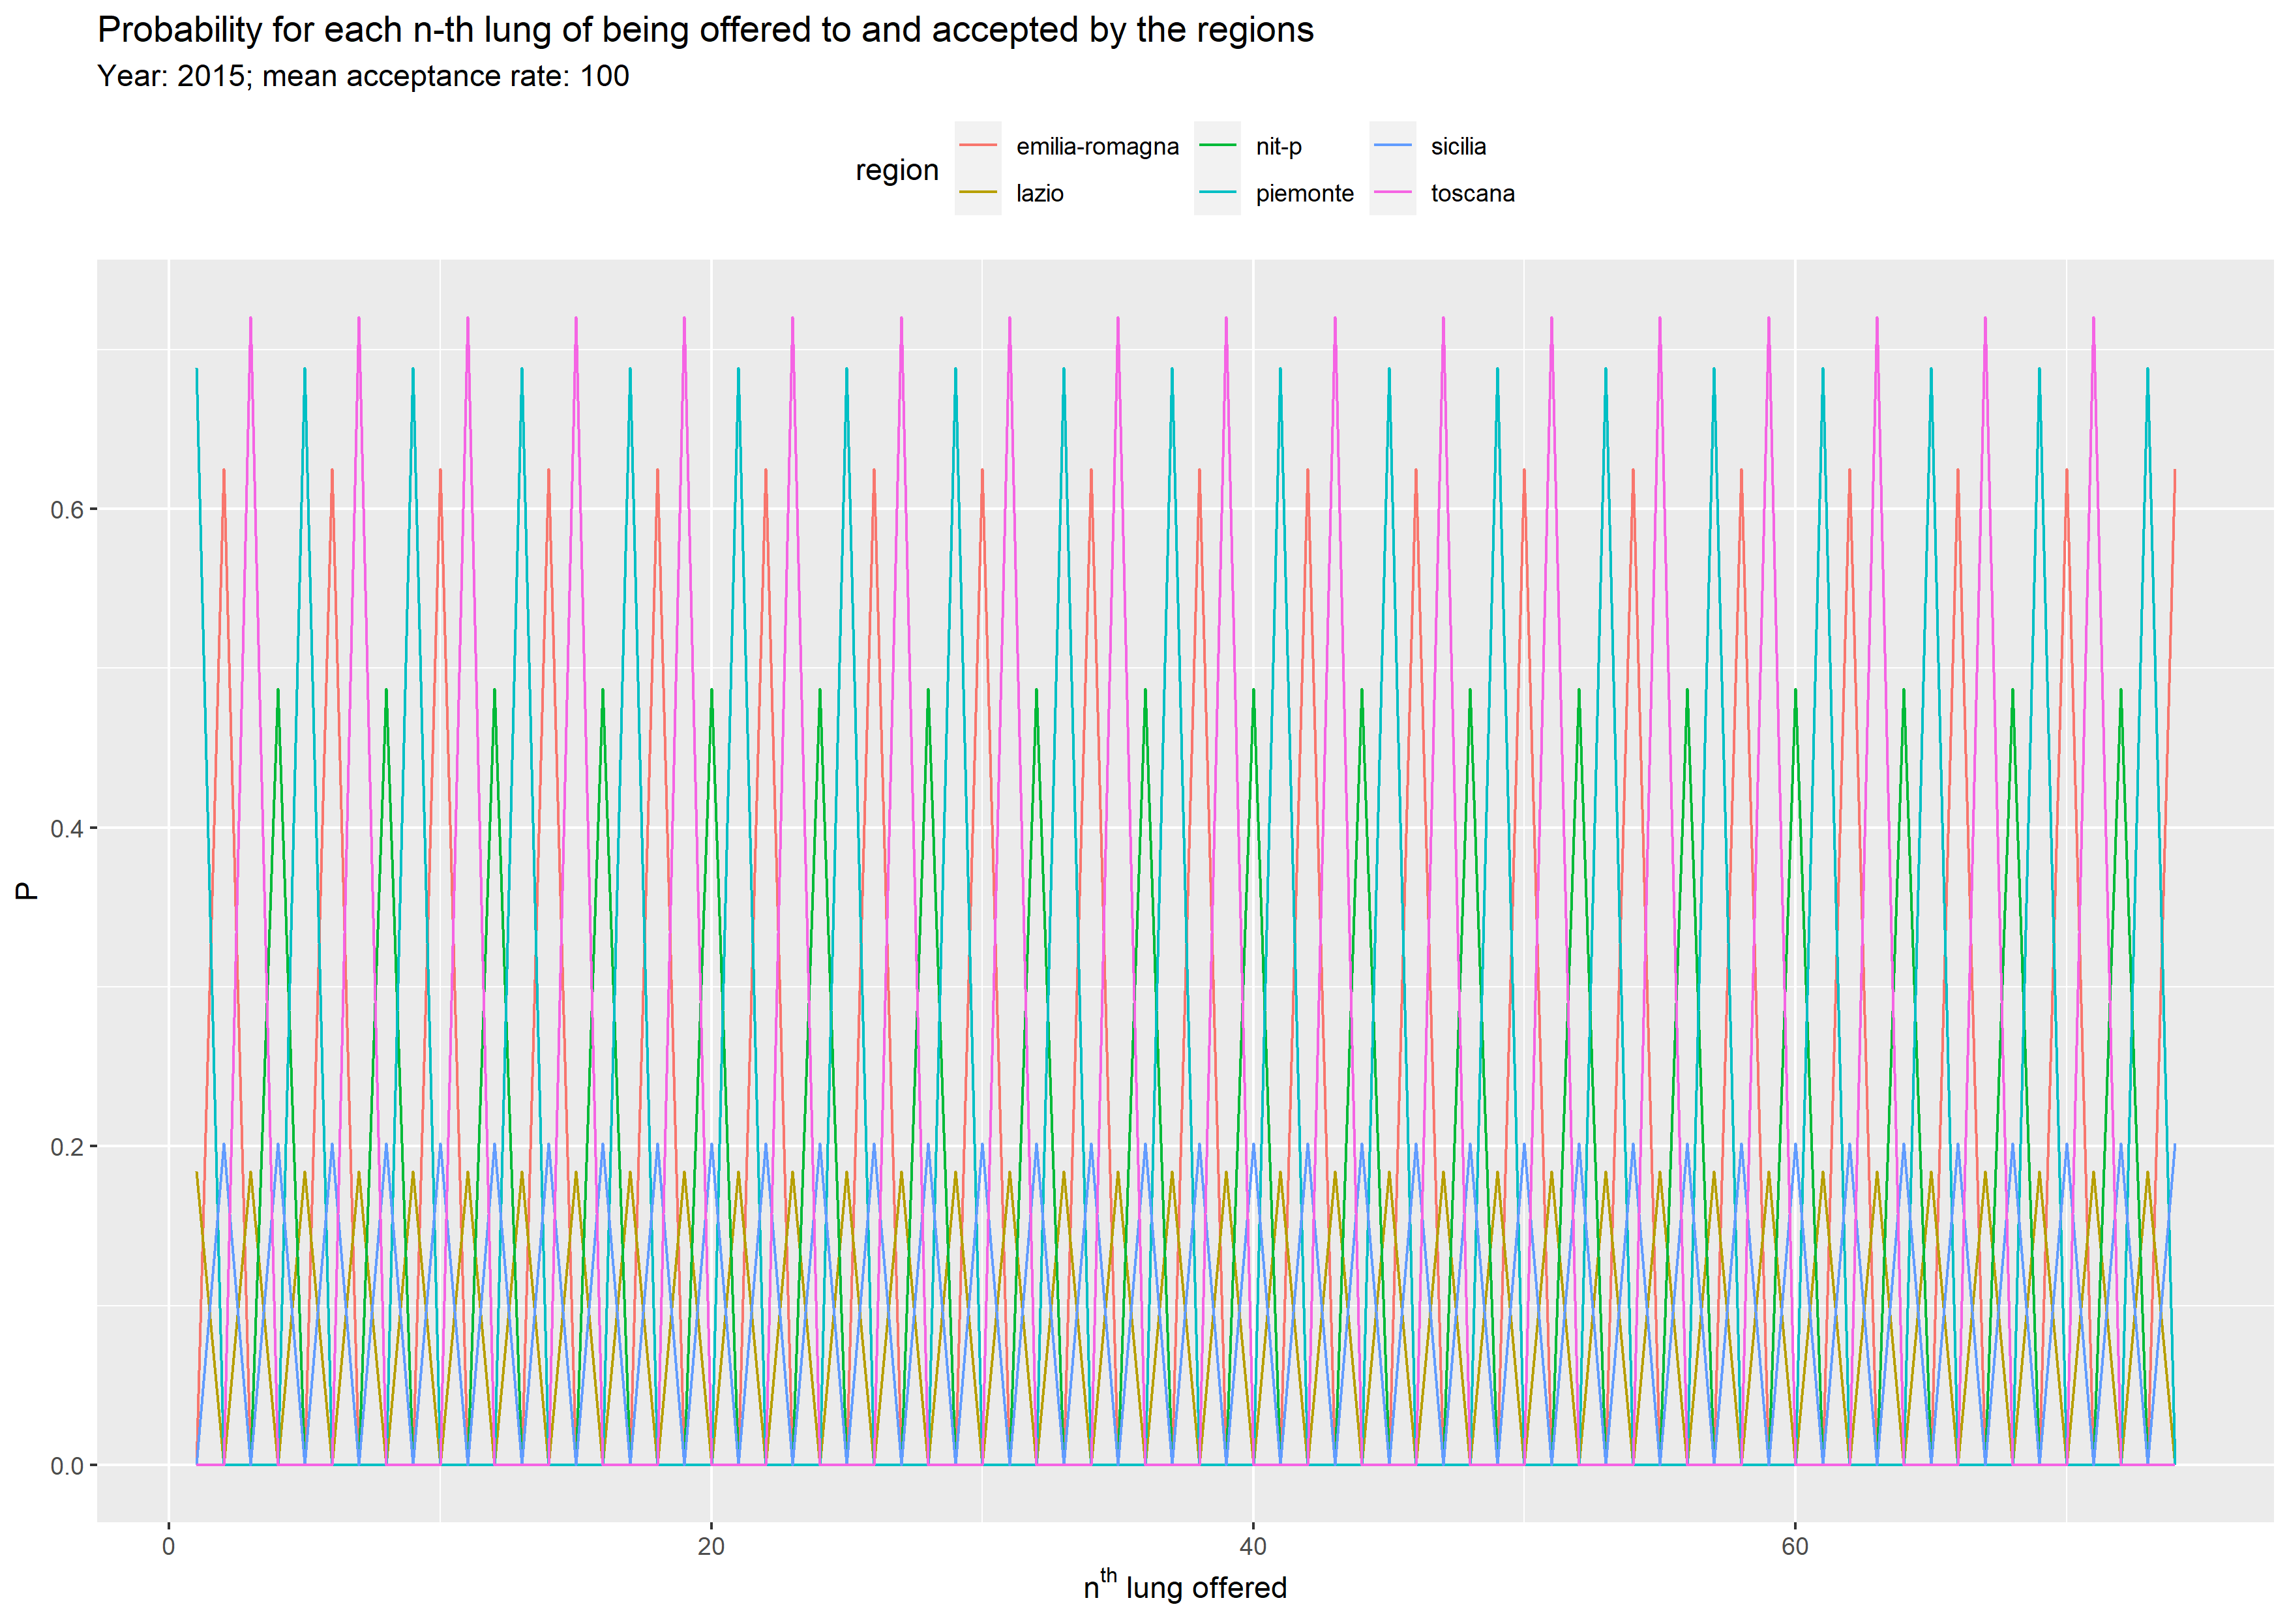 Probability for each n-th lung of being offered to and accepted by the regions
Year: 2015; mean acceptance rate: 100
region
emilia-romagna nit-p sicilia
lazio piemonte toscana
0.6
0.4
0.2
0.0
P
0 20 40 60
nth lung offered